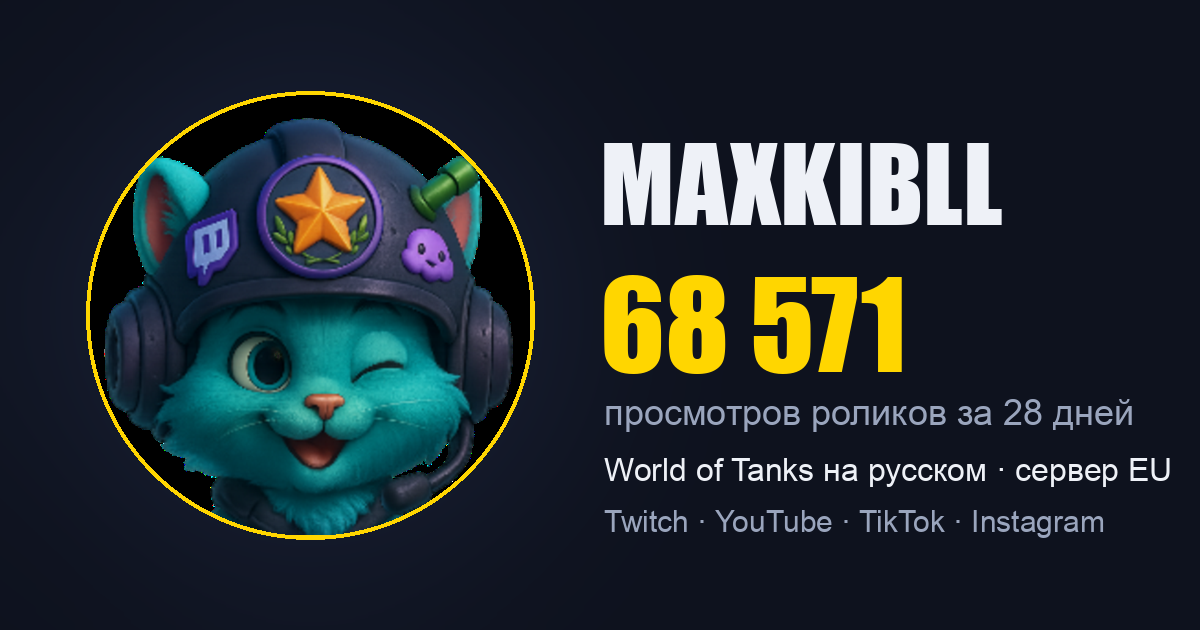 MAXKIBLL
68 571
просмотров роликов за 28 дней
World of Tanks на русском · сервер EU
Twitch · YouTube · TikTok · Instagram